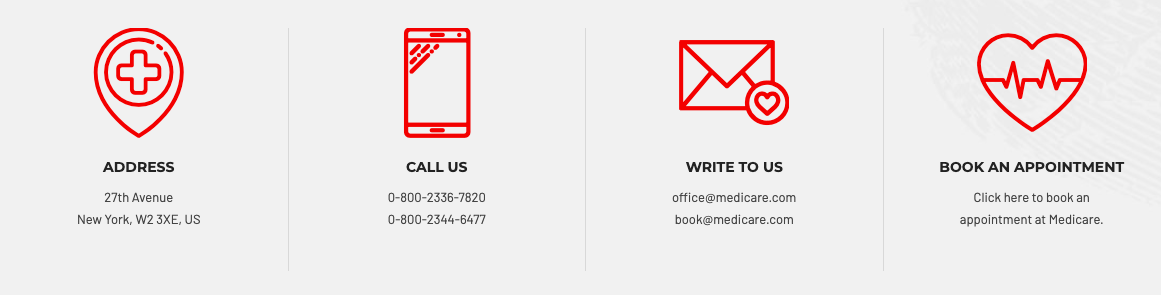 ADDRESS
27th Avenue
New York, W2 3XE, US
CALL US
0-800-2336-7820
0-800-2344-6477
WRITE TO US
office@medicare.com
book@medicare.com
BOOK AN APPOINTMENT
Click here to book an
appointment at Medicare.